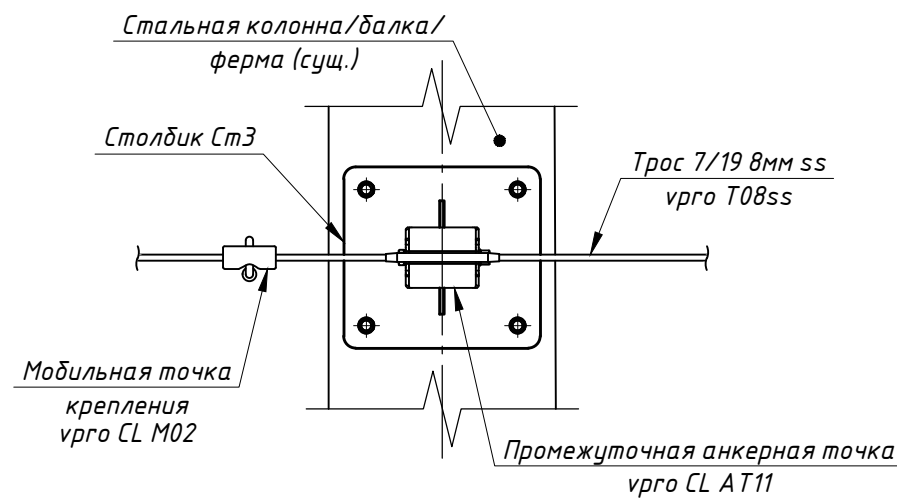 Стальная колонна/балка/
ферма (сущ.)
Столбик Ст3
Трос 7/19 8мм ss
vpro T08ss
Мобильная точка
крепления
vpro CL M02
Промежуточная анкерная точка
vpro CL AT11